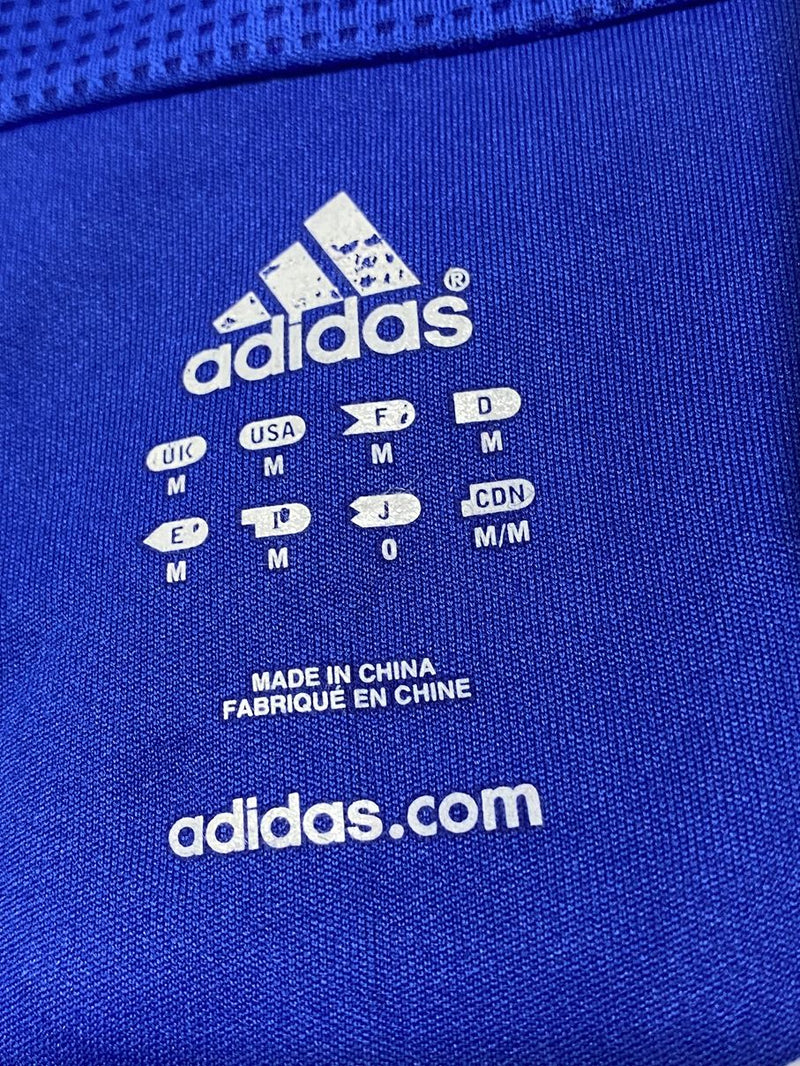 adidas®
UK USA F D
M M M M
E I J CDN
M M O M/M
MADE IN CHINA
FABRIQUÉ EN CHINE
adidas.com